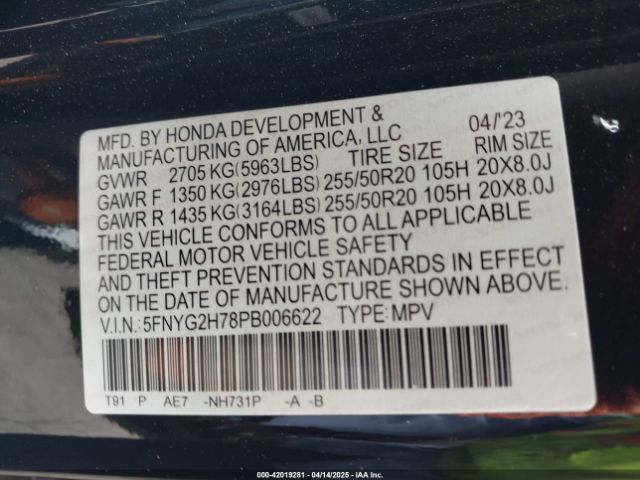 MFD. BY HONDA DEVELOPMENT &
MANUFACTURING OF AMERICA, LLC 04/'23
GVWR 2705 KG(5963LBS) TIRE SIZE RIM SIZE
GAWR F 1350 KG(2976LBS) 255/50R20 105H 20X8.0J
GAWR R 1435 KG(3164LBS) 255/50R20 105H 20X8.0J
THIS VEHICLE CONFORMS TO ALL APPLICABLE
FEDERAL MOTOR VEHICLE SAFETY
AND THEFT PREVENTION STANDARDS IN EFFECT
ON THE DATE OF MANUFACTURE SHOWN ABOVE.
V.I.N.:5FNYG2H78PB006622 TYPE:MPV
T91 P AE7 -NH731P -A -B
000-42019281 - 04/14/2025 - IAA Inc.